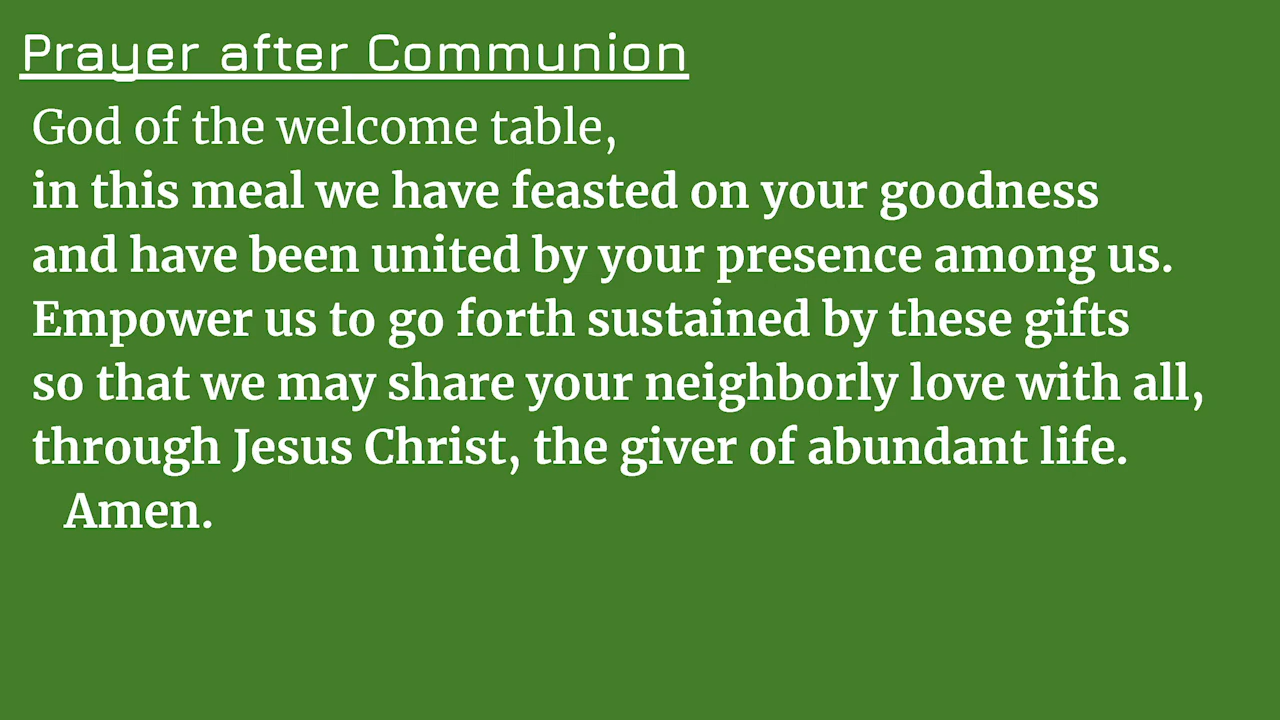 Prayer after Communion
God of the welcome table,
in this meal we have feasted on your goodness
and have been united by your presence among us.
Empower us to go forth sustained by these gifts
so that we may share your neighborly love with all,
through Jesus Christ, the giver of abundant life.
Amen.